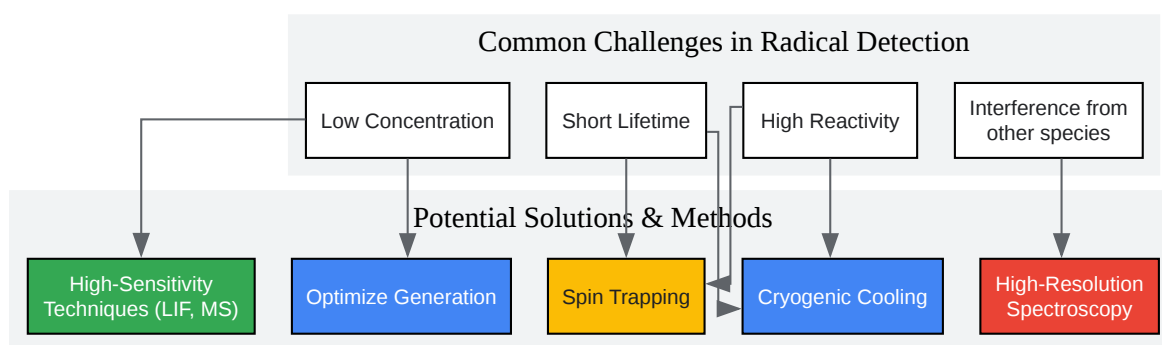 Common Challenges in Radical Detection
Low Concentration
Short Lifetime
High Reactivity
Interference from
other species
Potential Solutions & Methods
High-Sensitivity
Techniques (LIF, MS)
Optimize Generation
Spin Trapping
Cryogenic Cooling
High-Resolution
Spectroscopy